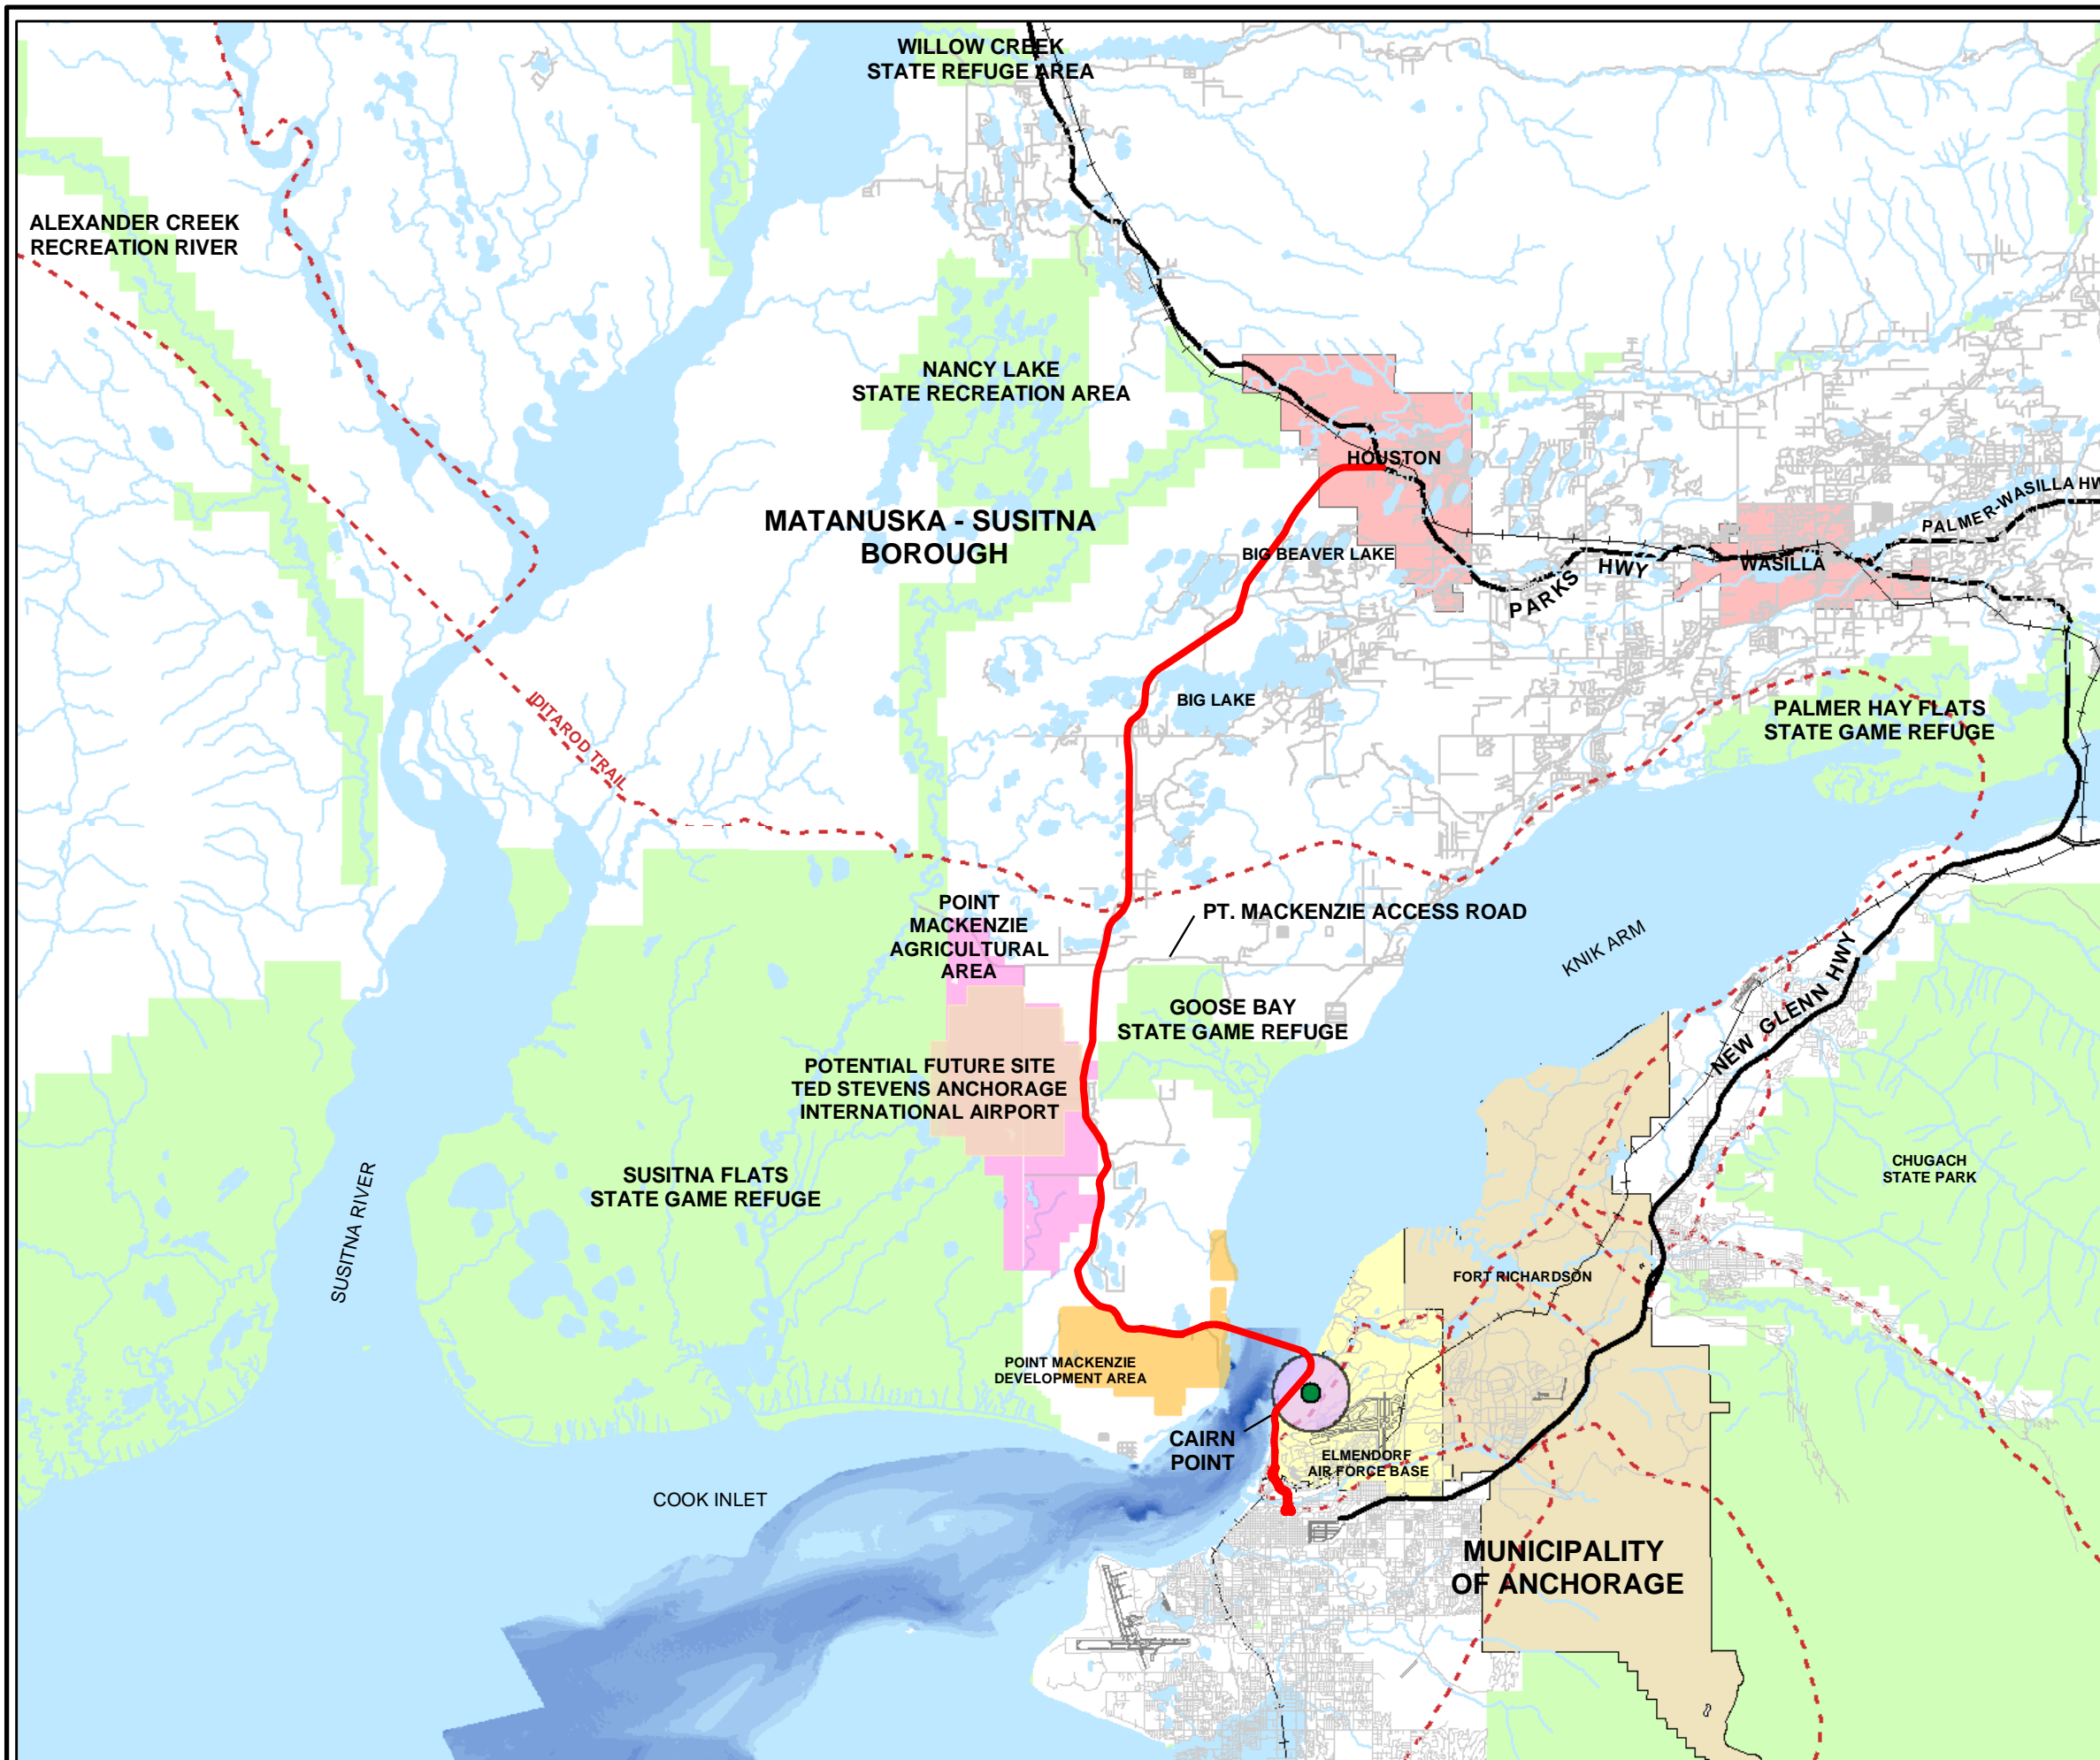 WILLOW CREEK
STATE REFUGE AREA
ALEXANDER CREEK
RECREATION RIVER
NANCY LAKE
STATE RECREATION AREA
HOUSTON
MATANUSKA - SUSITNA
BOROUGH
BIG BEAVER LAKE
PALMER-WASILLA HW
PARKS HWY
WASILLA
IDITAROD TRAIL
BIG LAKE
PALMER HAY FLATS
STATE GAME REFUGE
POINT
MACKENZIE
AGRICULTURAL
AREA
PT. MACKENZIE ACCESS ROAD
KNIK ARM
GOOSE BAY
STATE GAME REFUGE
NEW GLENN HWY
POTENTIAL FUTURE SITE
TED STEVENS ANCHORAGE
INTERNATIONAL AIRPORT
SUSITNA FLATS
STATE GAME REFUGE
CHUGACH
STATE PARK
SUSITNA RIVER
FORT RICHARDSON
POINT MACKENZIE
DEVELOPMENT AREA
CAIRN
POINT
ELMENDORF
AIR FORCE BASE
COOK INLET
MUNICIPALITY
OF ANCHORAGE